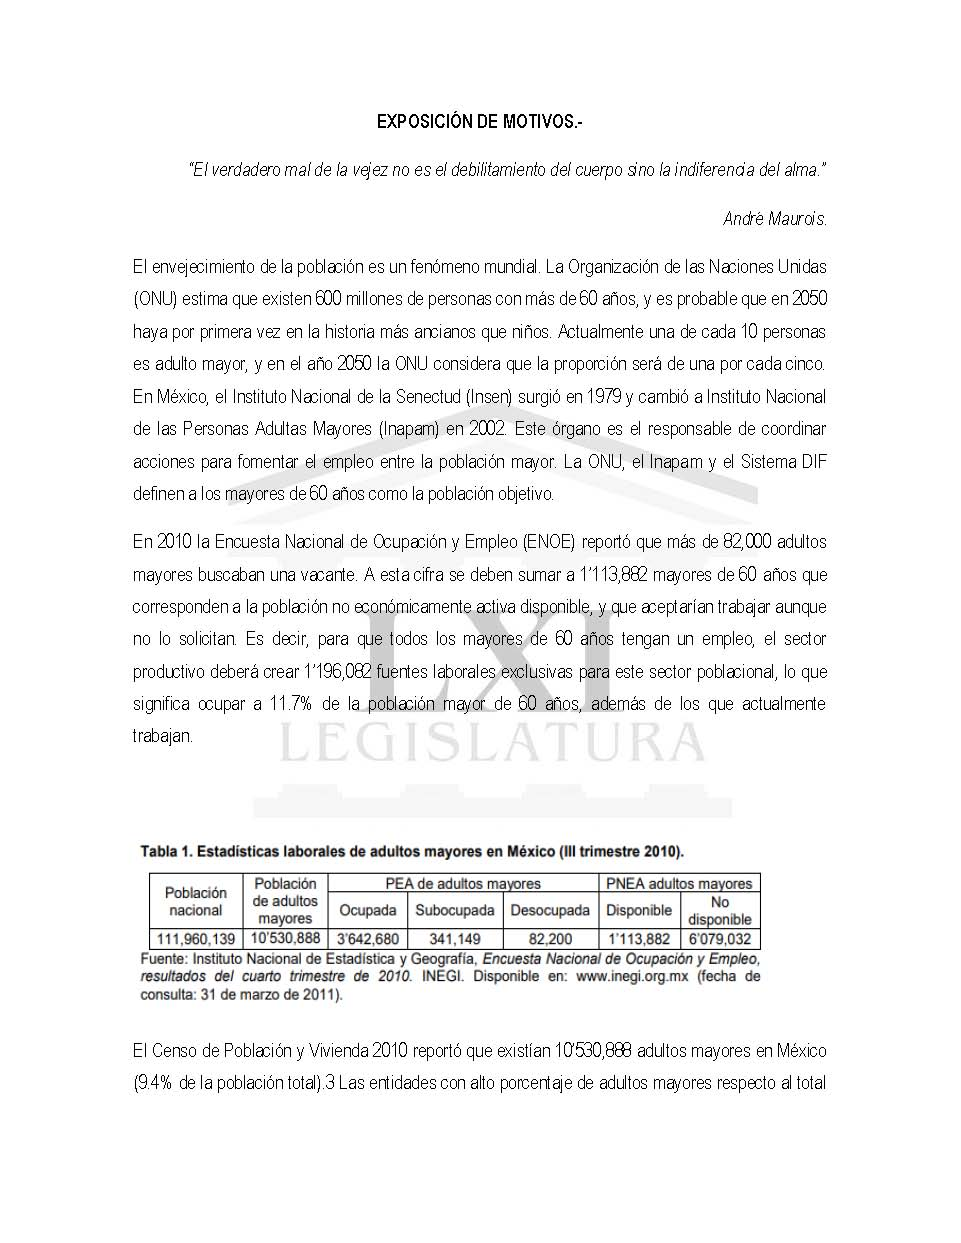 EXPOSICIÓN DE MOTIVOS.-
“El verdadero mal de la vejez no es el debilitamiento del cuerpo sino la indiferencia del alma.”
André Maurois.
El envejecimiento de la población es un fenómeno mundial. La Organización de las Naciones Unidas
(ONU) estima que existen 600 millones de personas con más de 60 años, y es probable que en 2050
haya por primera vez en la historia más ancianos que niños. Actualmente una de cada 10 personas
es adulto mayor, y en el año 2050 la ONU considera que la proporción será de una por cada cinco.
En México, el Instituto Nacional de la Senectud (Insen) surgió en 1979 y cambió a Instituto Nacional
de las Personas Adultas Mayores (Inapam) en 2002. Este órgano es el responsable de coordinar
acciones para fomentar el empleo entre la población mayor. La ONU, el Inapam y el Sistema DIF
definen a los mayores de 60 años como la población objetivo.
En 2010 la Encuesta Nacional de Ocupación y Empleo (ENOE) reportó que más de 82,000 adultos
mayores buscaban una vacante. A esta cifra se deben sumar a 1’113,882 mayores de 60 años que
corresponden a la población no económicamente activa disponible, y que aceptarían trabajar aunque
no lo solicitan. Es decir, para que todos los mayores de 60 años tengan un empleo, el sector
productivo deberá crear 1’196,082 fuentes laborales exclusivas para este sector poblacional, lo que
significa ocupar a 11.7% de la población mayor de 60 años, además de los que actualmente
trabajan.
LXI
LEGISLATURA
Tabla 1. Estadísticas laborales de adultos mayores en México (III trimestre 2010).
Población nacional
Población de adultos mayores
PEA de adultos mayores
PNEA adultos mayores
Ocupada
Subocupada
Desocupada
Disponible
No disponible
111,960,139 10’530,888 3’642,680 341,149 82,200 1’113,882 6’079,032
Fuente: Instituto Nacional de Estadística y Geografía, Encuesta Nacional de Ocupación y Empleo,
resultados del cuarto trimestre de 2010. INEGI. Disponible en: www.inegi.org.mx (fecha de
consulta: 31 de marzo de 2011).
El Censo de Población y Vivienda 2010 reportó que existían 10’530,888 adultos mayores en México
(9.4% de la población total).3 Las entidades con alto porcentaje de adultos mayores respecto al total